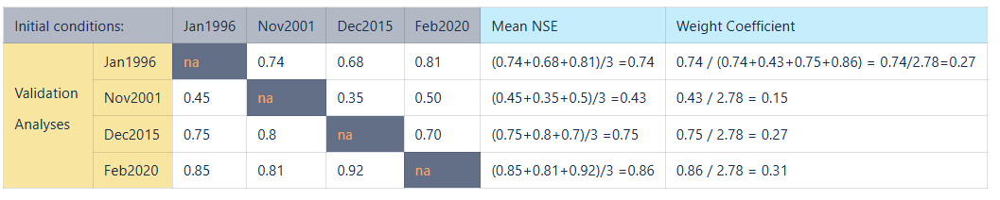 Initial conditions: Jan1996 Nov2001 Dec2015 Feb2020 Mean NSE Weight Coefficient
Validation Analyses
Jan1996 na 0.74 0.68 0.81 (0.74+0.68+0.81)/3 =0.74 0.74 / (0.74+0.43+0.75+0.86) = 0.74/2.78=0.27
Nov2001 0.45 na 0.35 0.50 (0.45+0.35+0.5)/3 =0.43 0.43 / 2.78 = 0.15
Dec2015 0.75 0.8 na 0.70 (0.75+0.8+0.7)/3 =0.75 0.75 / 2.78 = 0.27
Feb2020 0.85 0.81 0.92 na (0.85+0.81+0.92)/3 =0.86 0.86 / 2.78 = 0.31